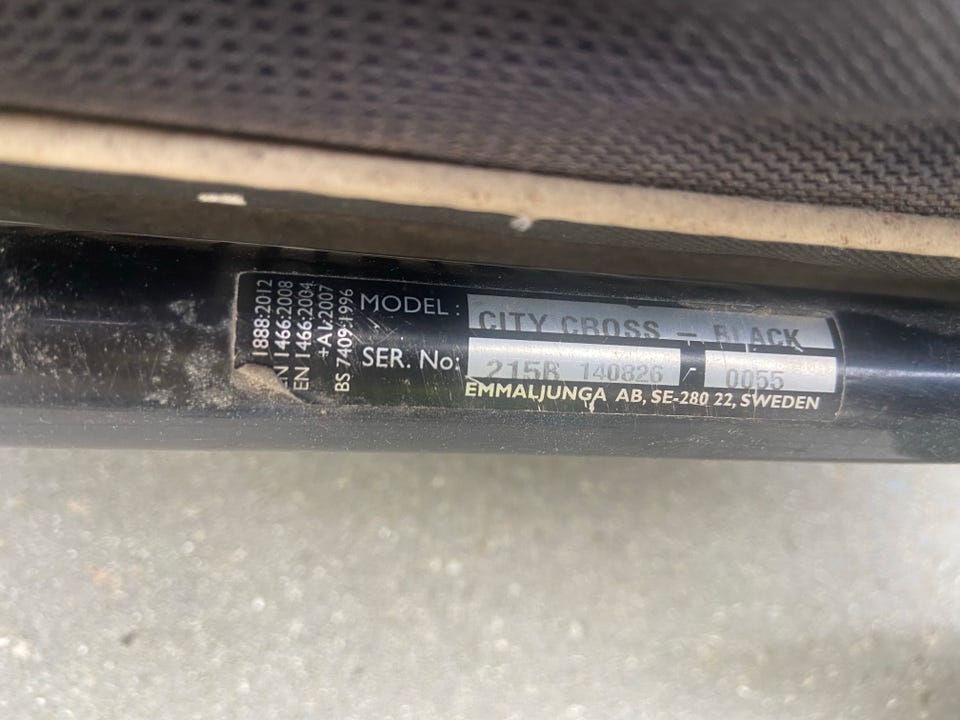 1888:2012
EN 1466:2008
EN 1466:2004
+A1:2007
BS 7409:1996
MODEL : CITY CROSS - BLACK
SER. No: 215B 140826 / 0055
EMMALJUNGA AB, SE-280 22, SWEDEN